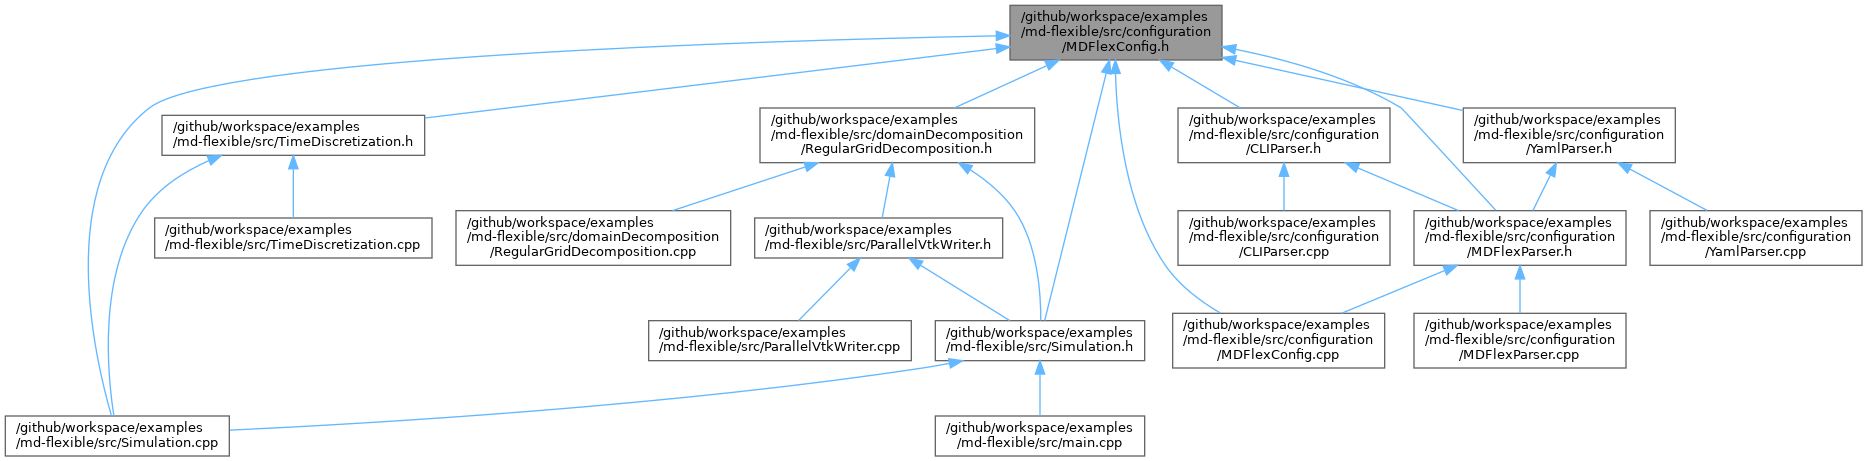 /github/workspace/examples
/md-flexible/src/configuration
/MDFlexConfig.h
/github/workspace/examples
/md-flexible/src/TimeDiscretization.h
/github/workspace/examples
/md-flexible/src/domainDecomposition
/RegularGridDecomposition.h
/github/workspace/examples
/md-flexible/src/configuration
/CLIParser.h
/github/workspace/examples
/md-flexible/src/configuration
/YamlParser.h
/github/workspace/examples
/md-flexible/src/TimeDiscretization.cpp
/github/workspace/examples
/md-flexible/src/domainDecomposition
/RegularGridDecomposition.cpp
/github/workspace/examples
/md-flexible/src/ParallelVtkWriter.h
/github/workspace/examples
/md-flexible/src/configuration
/CLIParser.cpp
/github/workspace/examples
/md-flexible/src/configuration
/MDFlexParser.h
/github/workspace/examples
/md-flexible/src/configuration
/YamlParser.cpp
/github/workspace/examples
/md-flexible/src/ParallelVtkWriter.cpp
/github/workspace/examples
/md-flexible/src/Simulation.h
/github/workspace/examples
/md-flexible/src/configuration
/MDFlexConfig.cpp
/github/workspace/examples
/md-flexible/src/configuration
/MDFlexParser.cpp
/github/workspace/examples
/md-flexible/src/Simulation.cpp
/github/workspace/examples
/md-flexible/src/main.cpp